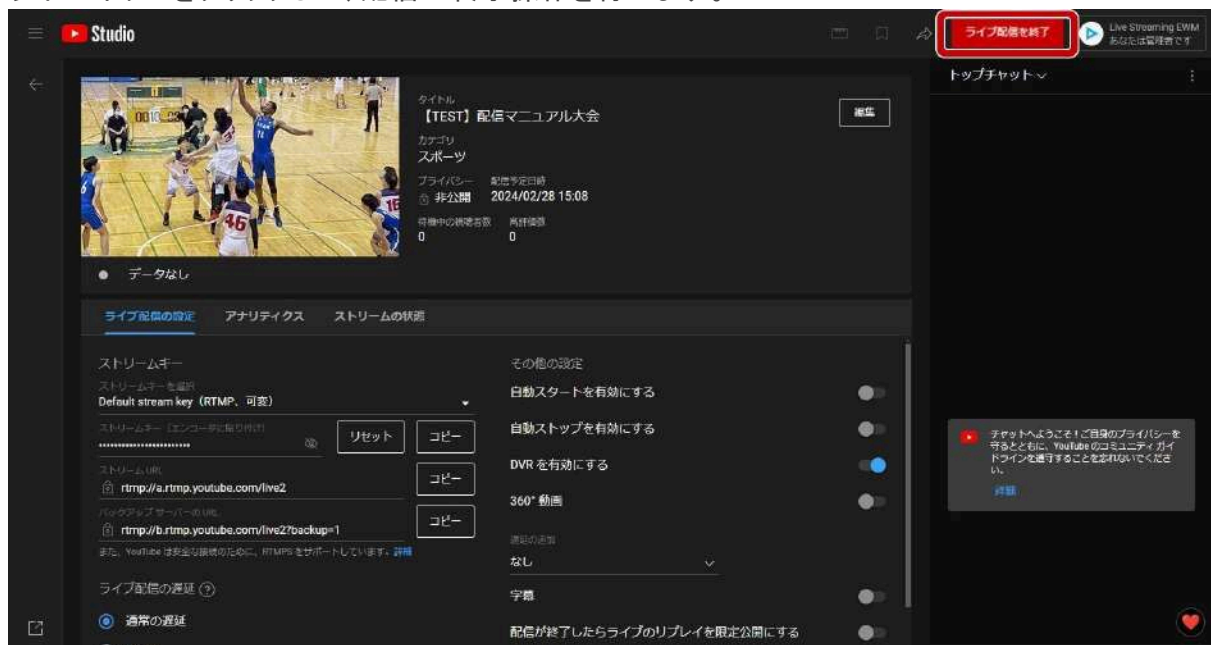 Studio
ライブ配信を終了
Live Streaming EWM
あなたは管理者です
トップチャット
タイトル
【TEST】配信マニュアル大会
編集
カテゴリ
スポーツ
プライバシー 配信予定日時
非公開 2024/02/28 15:08
待機中の視聴者数 高評価数
0 0
データなし
ライブ配信の設定 アナリティクス ストリームの状態
ストリームキー
ストリームキーを選択
Default stream key（RTMP、可変）
ストリームキー（エンコーダに貼り付け）
リセット コピー
ストリーム URL
rtmp://a.rtmp.youtube.com/live2
コピー
バックアップ サーバーの URL
rtmp://b.rtmp.youtube.com/live2?backup=1
コピー
また、YouTube は安全な接続のために、RTMPS をサポートしています。詳細
ライブ配信の遅延
通常の遅延
その他の設定
自動スタートを有効にする
自動ストップを有効にする
DVR を有効にする
360° 動画
遅延の追加
なし
字幕
配信が終了したらライブのリプレイを限定公開にする
チャットへようこそ！ご自身のプライバシーを
守るとともに、YouTube のコミュニティ ガイ
ドラインを遵守することを忘れないでくださ
い。
詳細